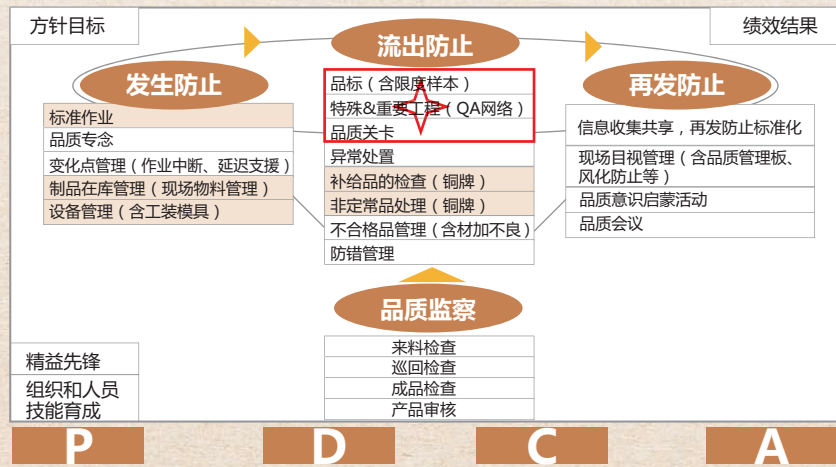 方针目标
绩效结果
流出防止
发生防止
再发防止
标准作业
品质专念
变化点管理（作业中断、延迟支援）
制品在库管理（现场物料管理）
设备管理（含工装模具）
品标（含限度样本）
特殊&重要工程（QA网络）
品质关卡
异常处置
补给品的检查（铜牌）
非定常品处理（铜牌）
不合格品管理（含材加不良）
防错管理
信息收集共享，再发防止标准化
现场目视管理（含品质管理板、
风化防止等）
品质意识启蒙活动
品质会议
品质监察
来料检查
巡回检查
成品检查
产品审核
精益先锋
组织和人员
技能育成
P
D
C
A